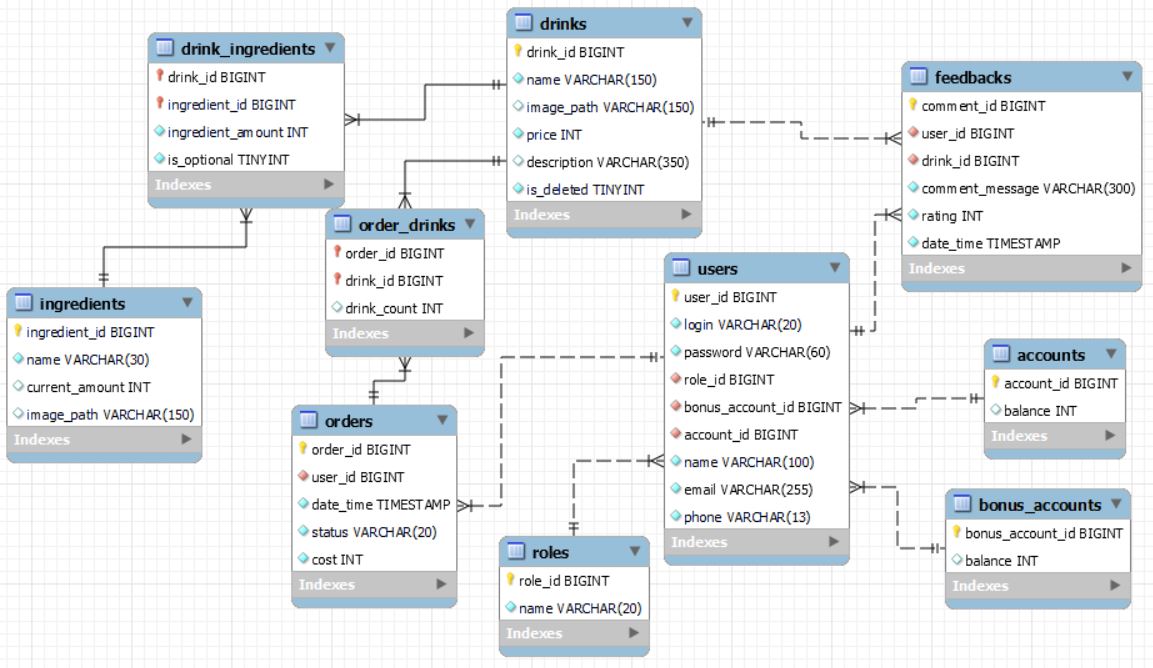 drink_ingredients
drink_id BIGINT
ingredient_id BIGINT
ingredient_amount INT
is_optional TINYINT
Indexes
drinks
drink_id BIGINT
name VARCHAR(150)
image_path VARCHAR(150)
price INT
description VARCHAR(350)
is_deleted TINYINT
Indexes
feedbacks
comment_id BIGINT
user_id BIGINT
drink_id BIGINT
comment_message VARCHAR(300)
rating INT
date_time TIMESTAMP
Indexes
order_drinks
order_id BIGINT
drink_id BIGINT
drink_count INT
Indexes
users
user_id BIGINT
login VARCHAR(20)
password VARCHAR(60)
role_id BIGINT
bonus_account_id BIGINT
account_id BIGINT
name VARCHAR(100)
email VARCHAR(255)
phone VARCHAR(13)
Indexes
ingredients
ingredient_id BIGINT
name VARCHAR(30)
current_amount INT
image_path VARCHAR(150)
Indexes
accounts
account_id BIGINT
balance INT
Indexes
orders
order_id BIGINT
user_id BIGINT
date_time TIMESTAMP
status VARCHAR(20)
cost INT
Indexes
bonus_accounts
bonus_account_id BIGINT
balance INT
Indexes
roles
role_id BIGINT
name VARCHAR(20)
Indexes